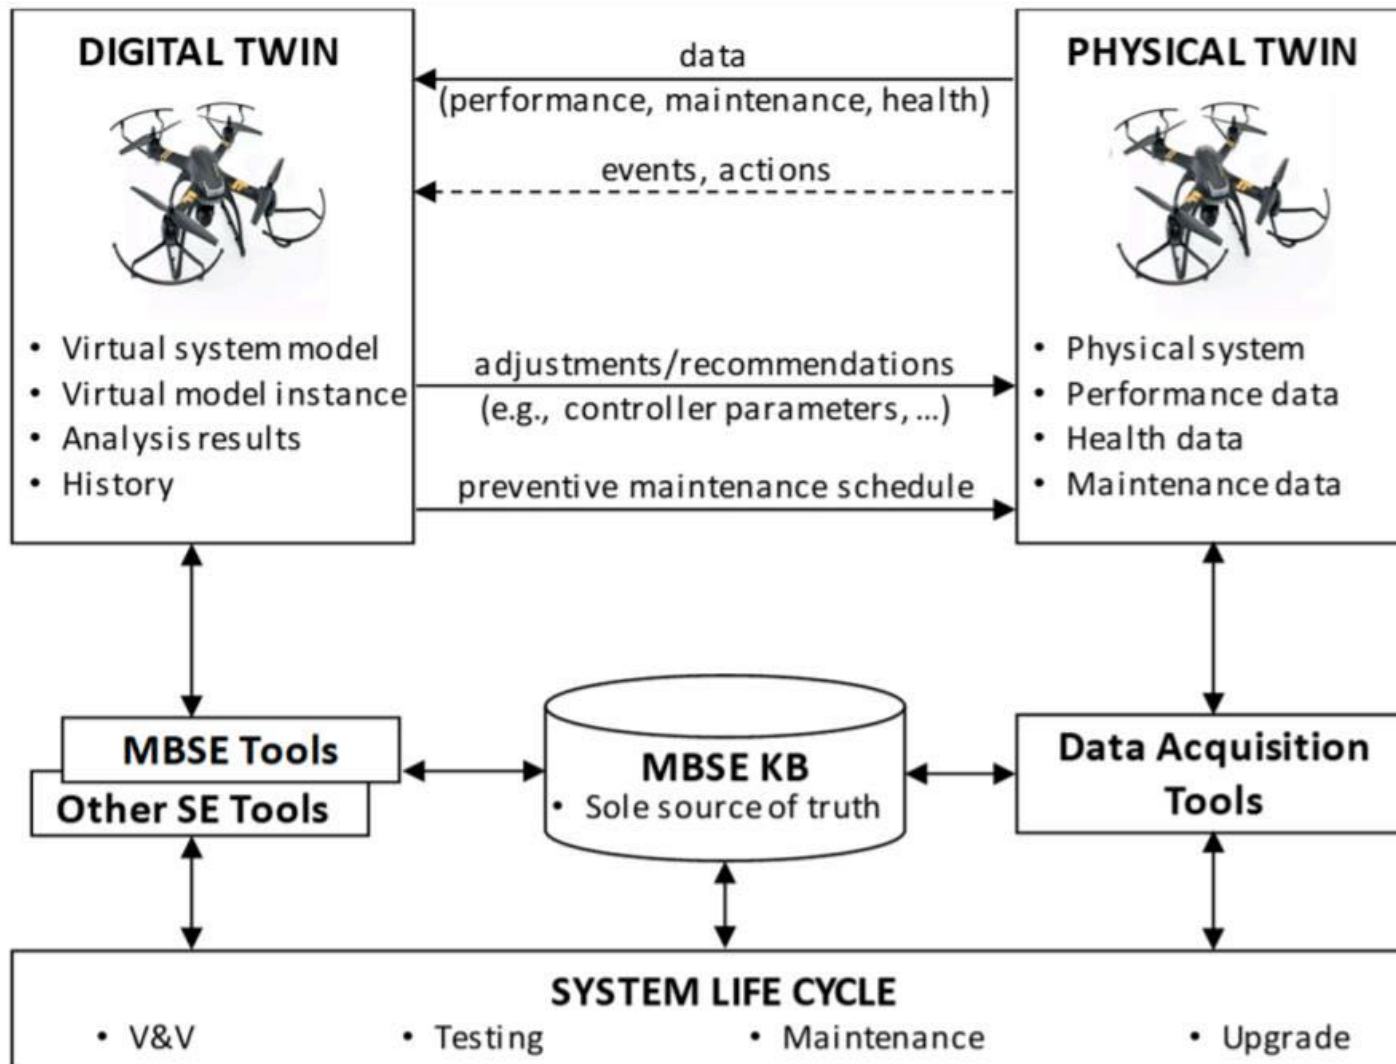 DIGITAL TWIN
• Virtual system model
• Virtual model instance
• Analysis results
• History
data
(performance, maintenance, health)
events, actions
adjustments/recommendations
(e.g., controller parameters, ...)
preventive maintenance schedule
PHYSICAL TWIN
• Physical system
• Performance data
• Health data
• Maintenance data
MBSE Tools
Other SE Tools
MBSE KB
• Sole source of truth
Data Acquisition
Tools
SYSTEM LIFE CYCLE
• V&V • Testing • Maintenance • Upgrade